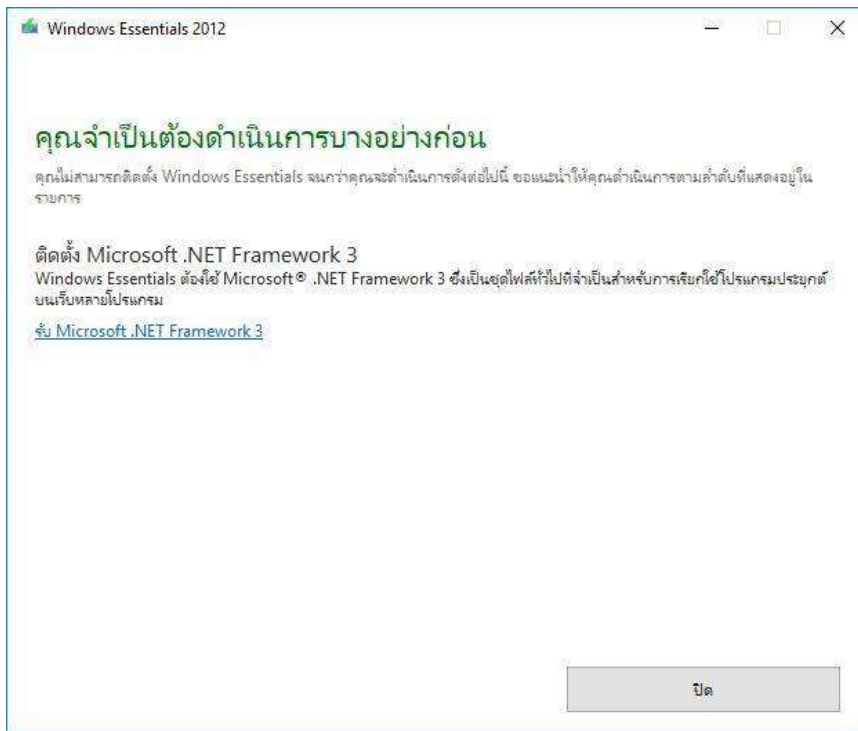 Windows Essentials 2012
คุณจำเป็นต้องดำเนินการบางอย่างก่อน
คุณไม่สามารถติดตั้ง Windows Essentials จนกว่าคุณจะดำเนินการดังต่อไปนี้ ขอแนะนำให้คุณดำเนินการตามลำดับที่แสดงอยู่ใน
รายการ
ติดตั้ง Microsoft .NET Framework 3
Windows Essentials ต้องใช้ Microsoft® .NET Framework 3 ซึ่งเป็นชุดไฟล์ทั่วไปที่จำเป็นสำหรับการเรียกใช้โปรแกรมประยุกต์
บนเว็บหลายโปรแกรม
รับ Microsoft .NET Framework 3
ปิด